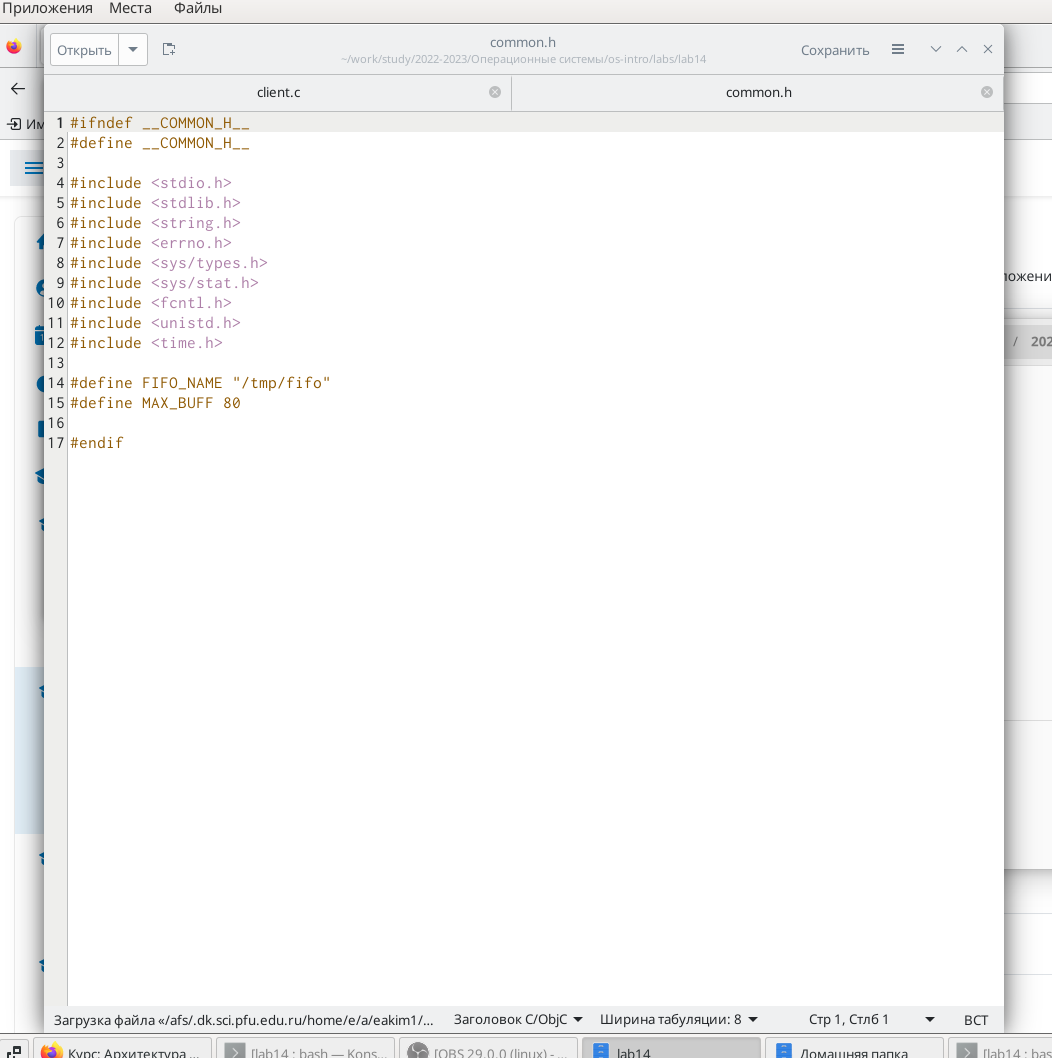 Приложения Места Файлы
Открыть
common.h
~/work/study/2022-2023/Операционные системы/os-intro/labs/lab14
Сохранить
client.c
common.h
1 #ifndef __COMMON_H__
2 #define __COMMON_H__
3
4 #include <stdio.h>
5 #include <stdlib.h>
6 #include <string.h>
7 #include <errno.h>
8 #include <sys/types.h>
9 #include <sys/stat.h>
10 #include <fcntl.h>
11 #include <unistd.h>
12 #include <time.h>
13
14 #define FIFO_NAME "/tmp/fifo"
15 #define MAX_BUFF 80
16
17 #endif
Им
ложени
/ 202
Загрузка файла «/afs/.dk.sci.pfu.edu.ru/home/e/a/eakim1/... Заголовок C/ObjC Ширина табуляции: 8 Стр 1, Стлб 1 ВСТ
Курс: Архитектура ... [lab14 : bash — Kons... [OBS 29.0.0 (linux) - ... lab14 Домашняя папка [lab14 : bas